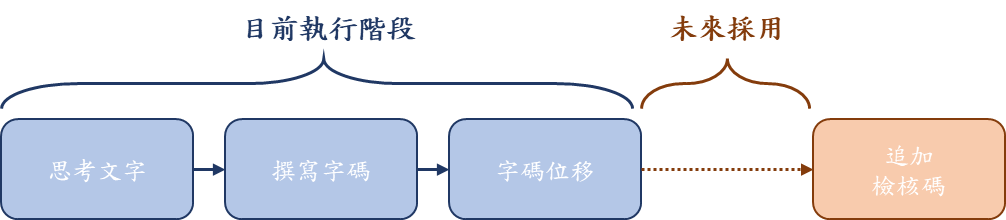 目前執行階段
未來採用
思考文字
撰寫字碼
字碼位移
追加
檢核碼